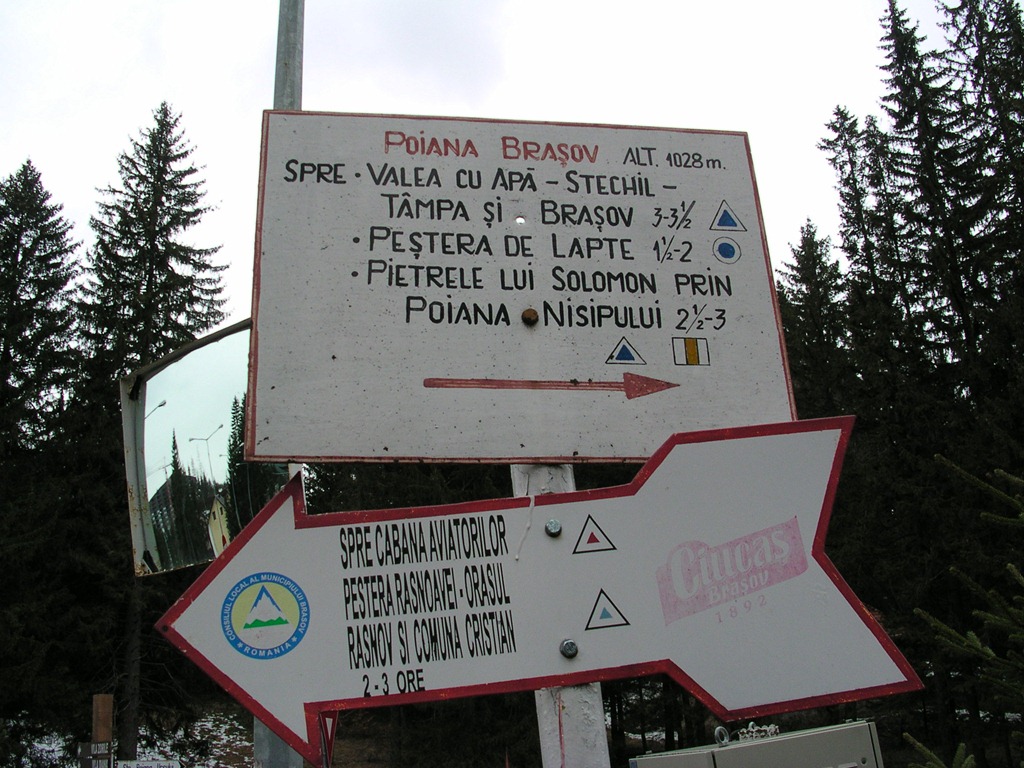 POIANA BRAŞOV ALT. 1028 m.
SPRE • VALEA CU APĂ - STECHIL -
TÂMPA ŞI BRAŞOV 3-3½
• PEŞTERA DE LAPTE 1½-2
• PIETRELE LUI SOLOMON PRIN
POIANA NISIPULUI 2½-3
SPRE CABANA AVIATORILOR
PESTERA RASNOAVEI - ORASUL
RASNOV SI COMUNA CRISTIAN
2 - 3 ORE
CONSILIUL LOCAL AL MUNICIPIULUI BRASOV
ROMANIA
Ciucaş
Braşov
1892